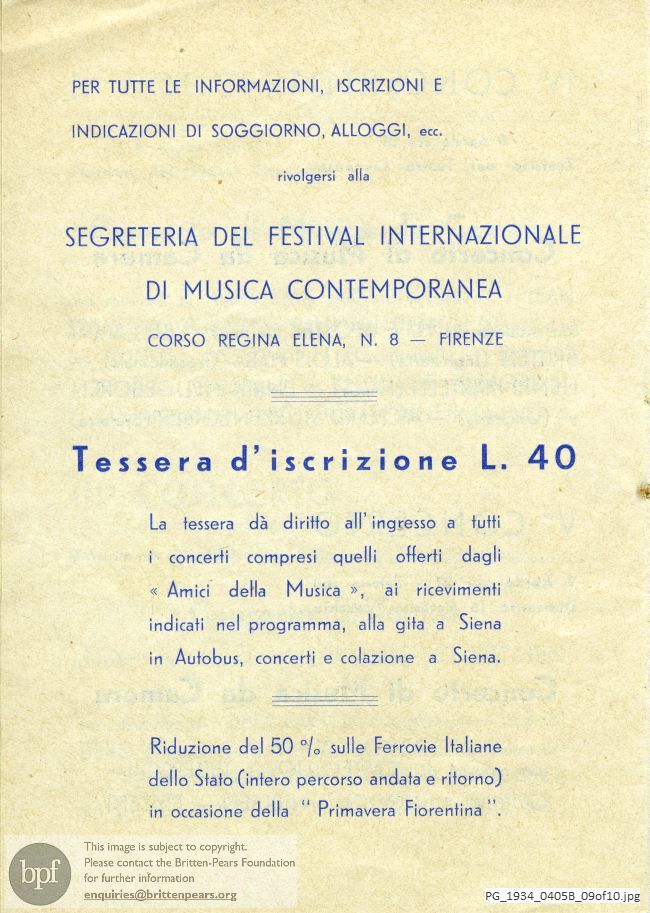 PER TUTTE LE INFORMAZIONI, ISCRIZIONI E
INDICAZIONI DI SOGGIORNO, ALLOGGI, ecc.
rivolgersi alla
SEGRETERIA DEL FESTIVAL INTERNAZIONALE
DI MUSICA CONTEMPORANEA
CORSO REGINA ELENA, N. 8 — FIRENZE
Tessera d'iscrizione L. 40
La tessera dà diritto all'ingresso a tutti
i concerti compresi quelli offerti dagli
« Amici della Musica », ai ricevimenti
indicati nel programma, alla gita a Siena
in Autobus, concerti e colazione a Siena.
Riduzione del 50 % sulle Ferrovie Italiane
dello Stato (intero percorso andata e ritorno)
in occasione della " Primavera Fiorentina ".
bpf
This image is subject to copyright.
Please contact the Britten-Pears Foundation
for further information
enquiries@brittenpears.org
PG_1934_0405B_09of10.jpg